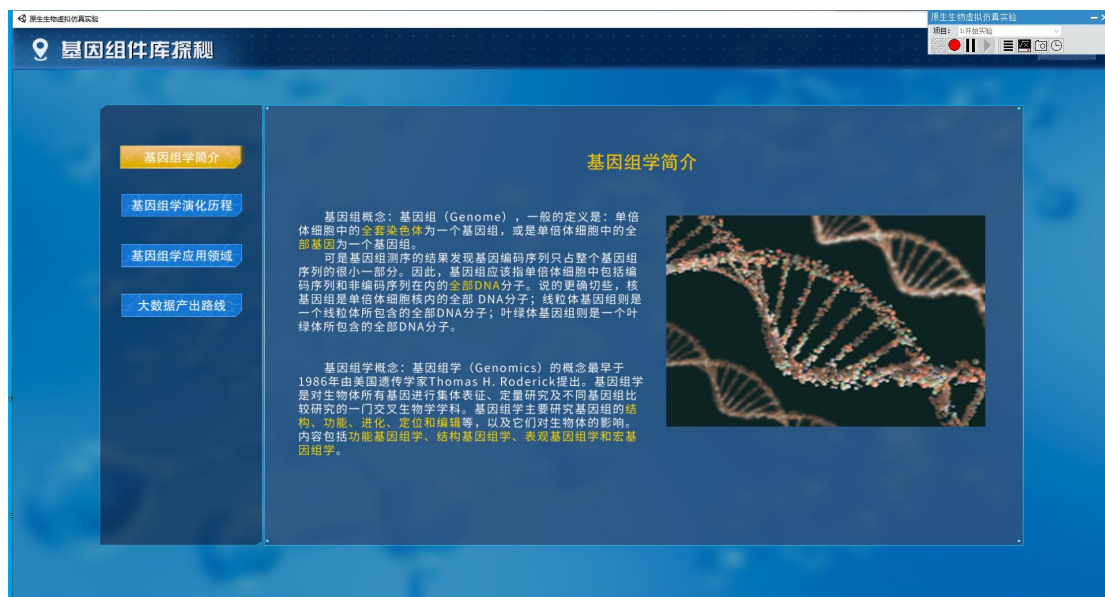 原生生物虚拟仿真实验
原生生物虚拟仿真实验
项目: 1:开始实验
基因组件库探秘
基因组学简介
基因组学演化历程
基因组学应用领域
大数据产出路线
基因组学简介
基因组概念：基因组（Genome），一般的定义是：单倍
体细胞中的全套染色体为一个基因组，或是单倍体细胞中的全
部基因为一个基因组。
可是基因组测序的结果发现基因编码序列只占整个基因组
序列的很小一部分。因此，基因组应该指单倍体细胞中包括编
码序列和非编码序列在内的全部DNA分子。说的更确切些，核
基因组是单倍体细胞核内的全部 DNA分子；线粒体基因组则是
一个线粒体所包含的全部DNA分子；叶绿体基因组则是一个叶
绿体所包含的全部DNA分子。
基因组学概念：基因组学（Genomics）的概念最早于
1986年由美国遗传学家Thomas H. Roderick提出。基因组学
是对生物体所有基因进行集体表征、定量研究及不同基因组比
较研究的一门交叉生物学学科。基因组学主要研究基因组的结
构、功能、进化、定位和编辑等，以及它们对生物体的影响。
内容包括功能基因组学、结构基因组学、表观基因组学和宏基
因组学。